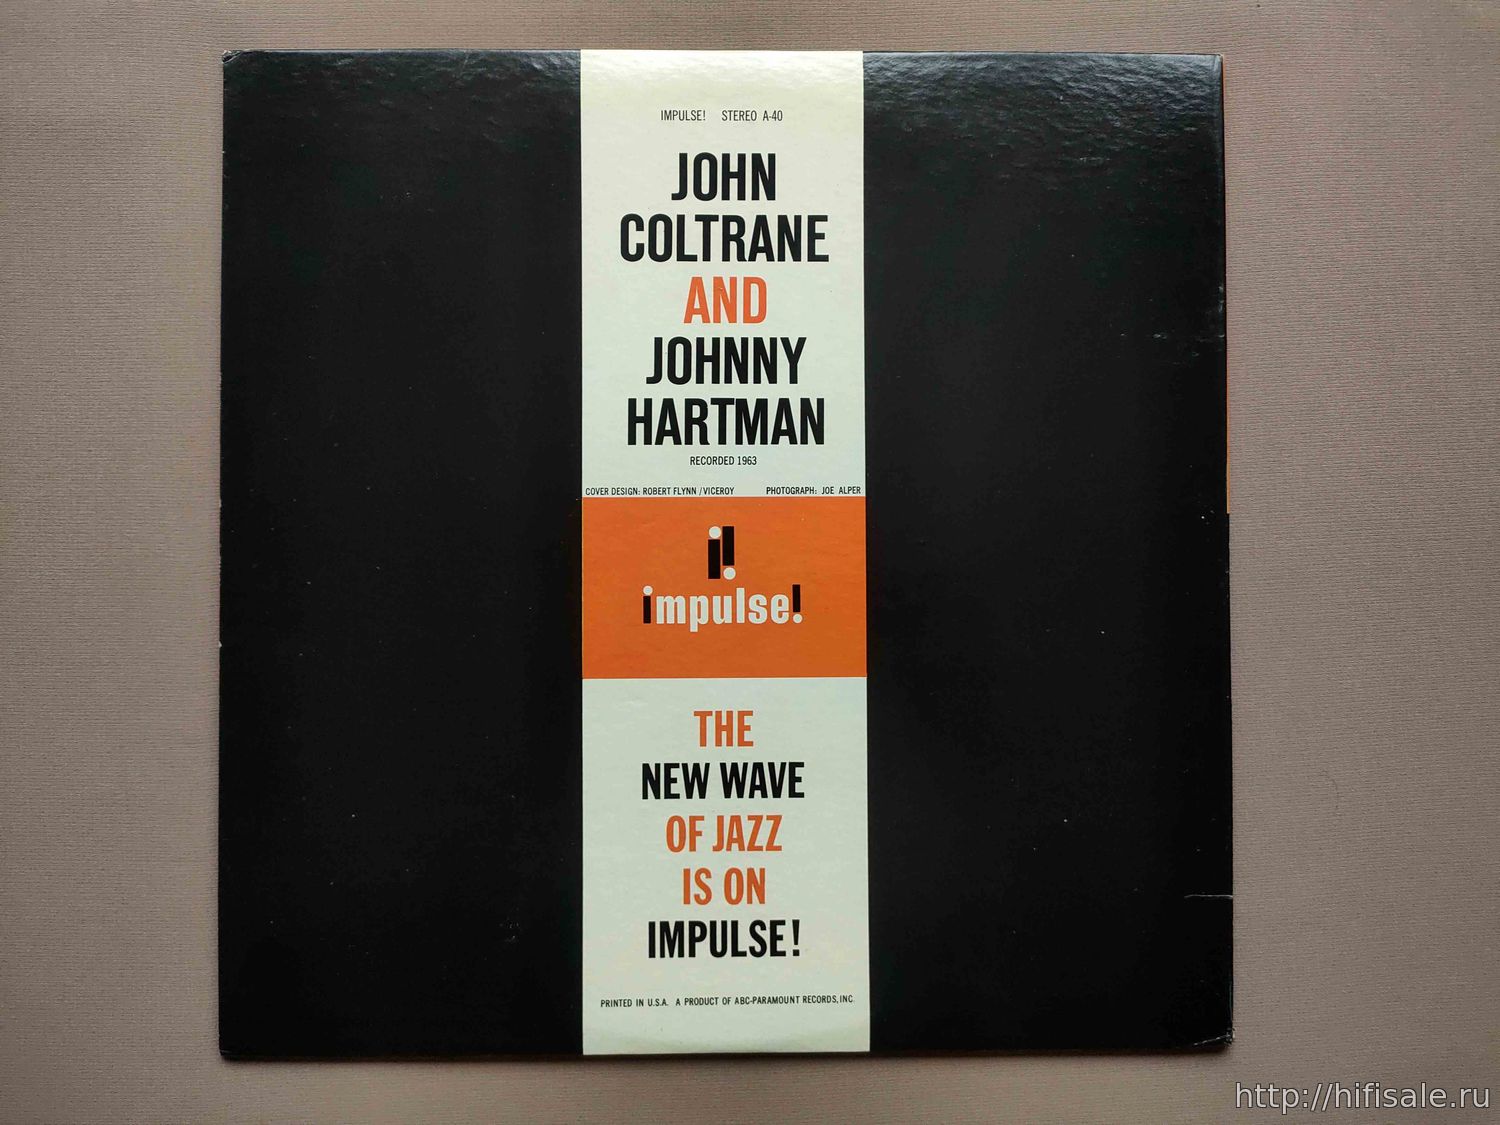 IMPULSE! STEREO A-40
JOHN
COLTRANE
AND
JOHNNY
HARTMAN
RECORDED 1963
COVER DESIGN: ROBERT FLYNN / VICEROY PHOTOGRAPH: JOE ALPER
i!
impulse!
THE
NEW WAVE
OF JAZZ
IS ON
IMPULSE!
PRINTED IN U.S.A. A PRODUCT OF ABC-PARAMOUNT RECORDS, INC.
http://hifisale.ru